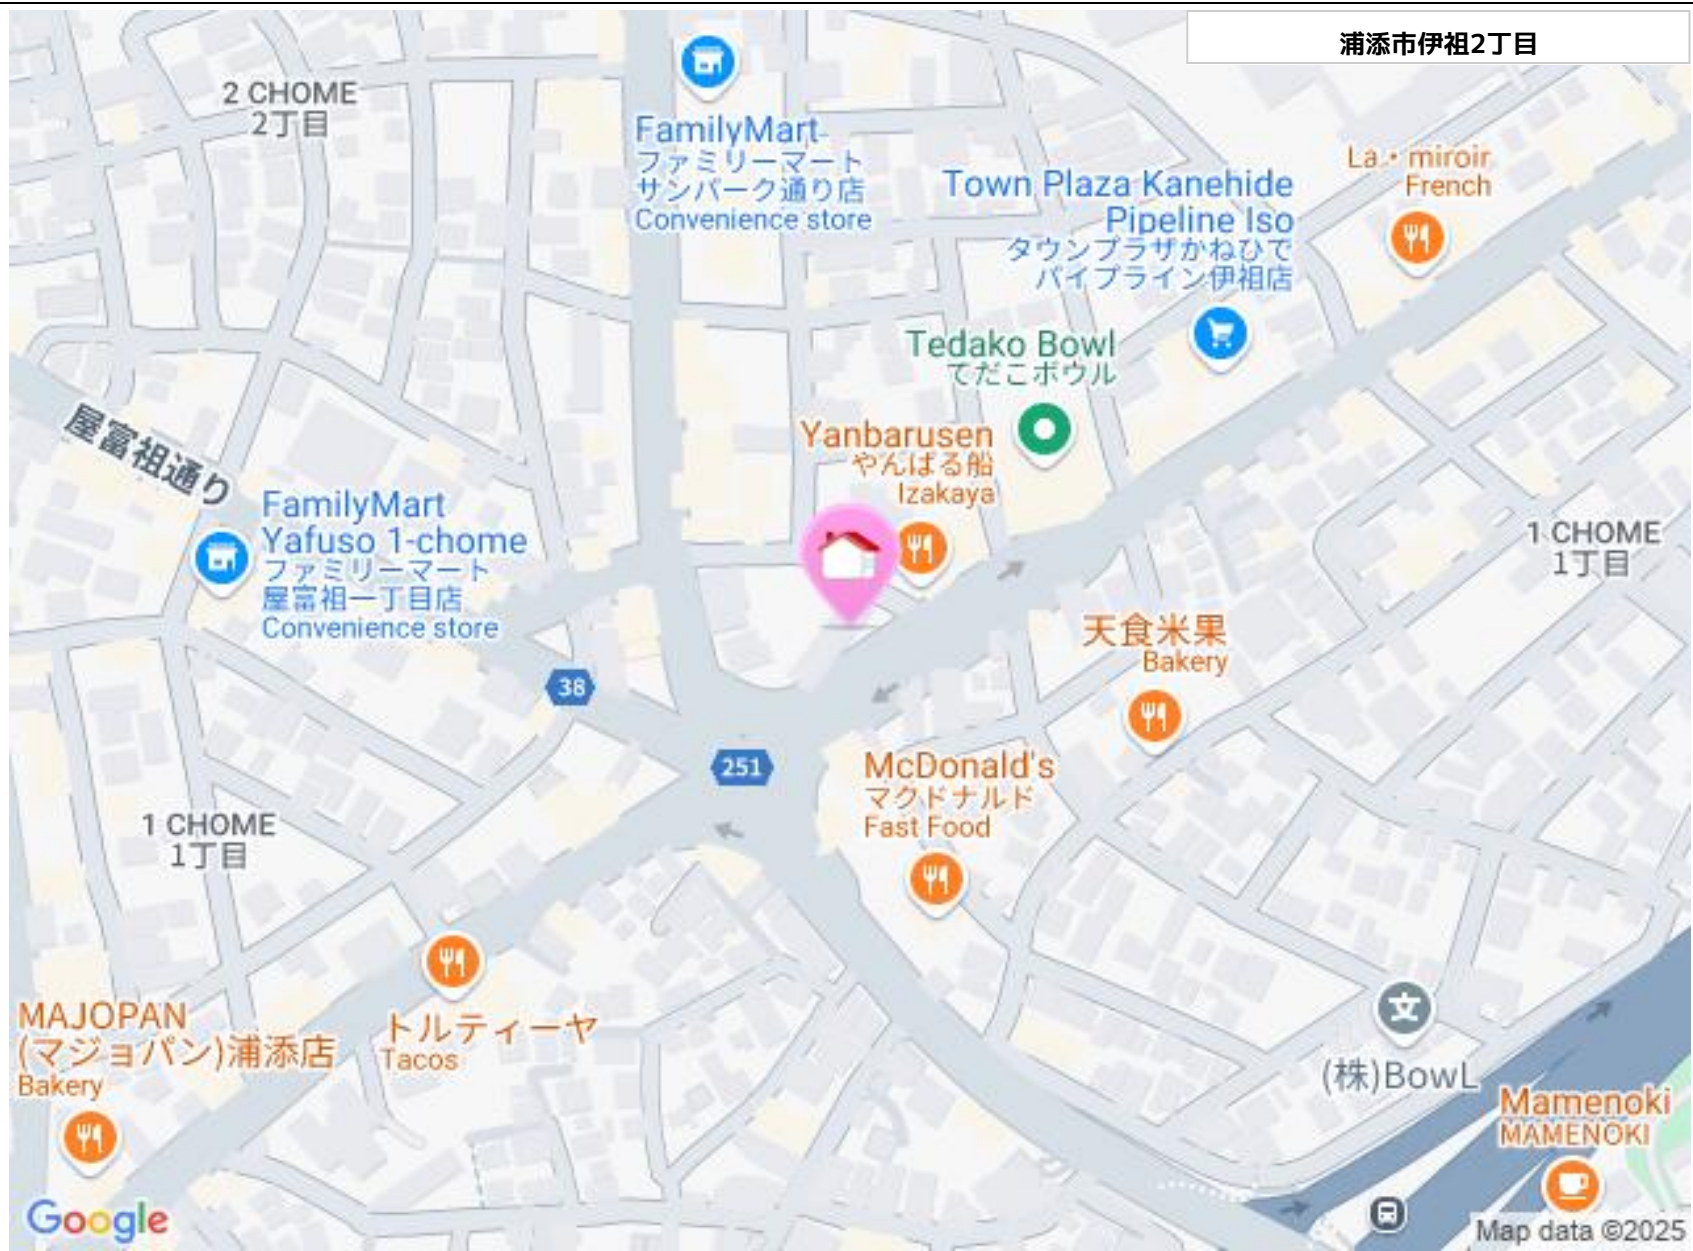 浦添市伊祖2丁目
2 CHOME
2丁目
FamilyMart
ファミリーマート
サンパーク通り店
Convenience store
La・miroir
French
Town Plaza Kanehide
Pipeline Iso
タウンプラザかねひで
パイプライン伊祖店
Tedako Bowl
てだこボウル
Yanbarusen
やんばる船
Izakaya
屋富祖通り
FamilyMart
Yafuso 1-chome
ファミリーマート
屋富祖一丁目店
Convenience store
1 CHOME
1丁目
天食米果
Bakery
38
251
McDonald's
マクドナルド
Fast Food
1 CHOME
1丁目
MAJOPAN
(マジョパン)浦添店
Bakery
トルティーヤ
Tacos
文
(株)BowL
Mamenoki
MAMENOKI
Google
Map data ©2025